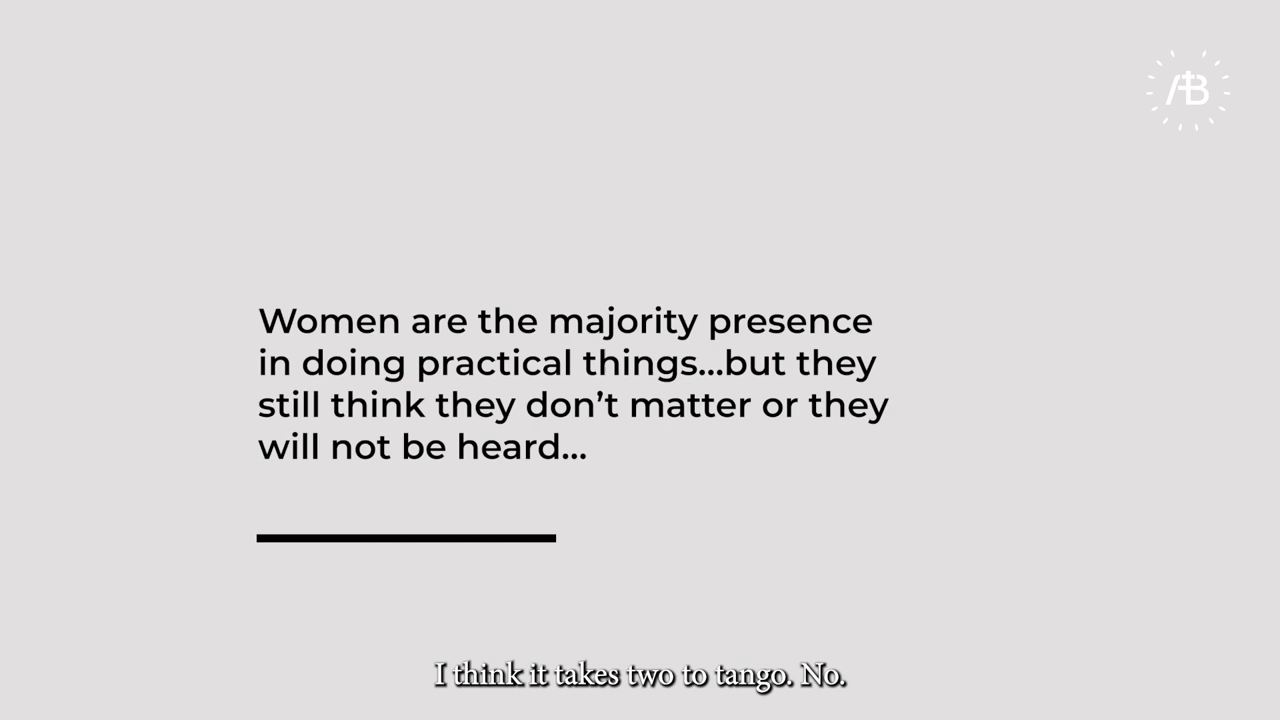 AB
Women are the majority presence
in doing practical things...but they
still think they don’t matter or they
will not be heard...
I think it takes two to tango. No.